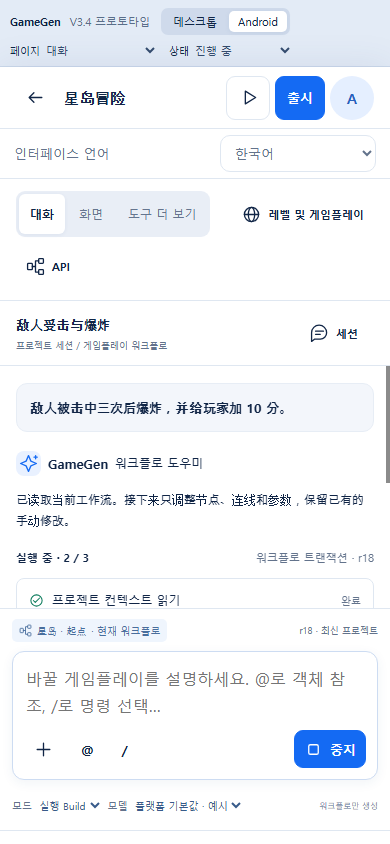 GameGen V3.4 프로토타입 데스크톱 Android
페이지 대화 상태 진행 중
星岛冒险 출시 A
인터페이스 언어 한국어
대화 화면 도구 더 보기 레벨 및 게임플레이
API
敌人受击与爆炸
프로젝트 세션 / 게임플레이 워크플로
세션
敌人被击中三次后爆炸，并给玩家加 10 分。
GameGen 워크플로 도우미
已读取当前工作流。接下来只调整节点、连线和参数，保留已有的
手动修改。
실행 중 · 2 / 3 워크플로 트랜잭션 · r18
프로젝트 컨텍스트 읽기 완료
星岛 · 起点 · 현재 워크플로 r18 · 최신 프로젝트
바꿀 게임플레이를 설명하세요. @로 객체 참
조, /로 명령 선택...
@ / 중지
모드 실행 Build 모델 플랫폼 기본값 · 예시 워크플로만 생성